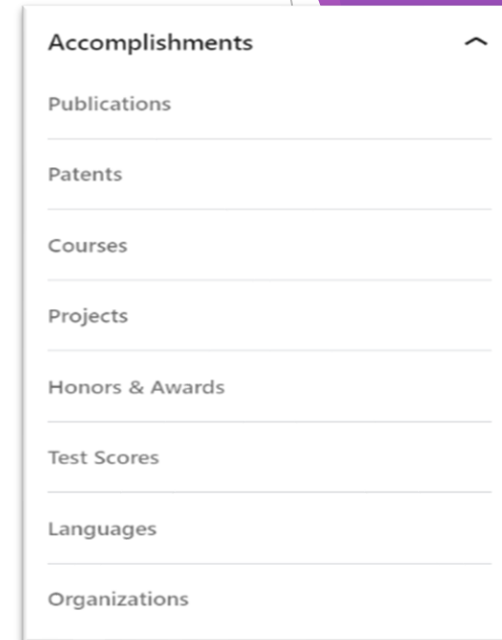 Accomplishments
Publications
Patents
Courses
Projects
Honors & Awards
Test Scores
Languages
Organizations